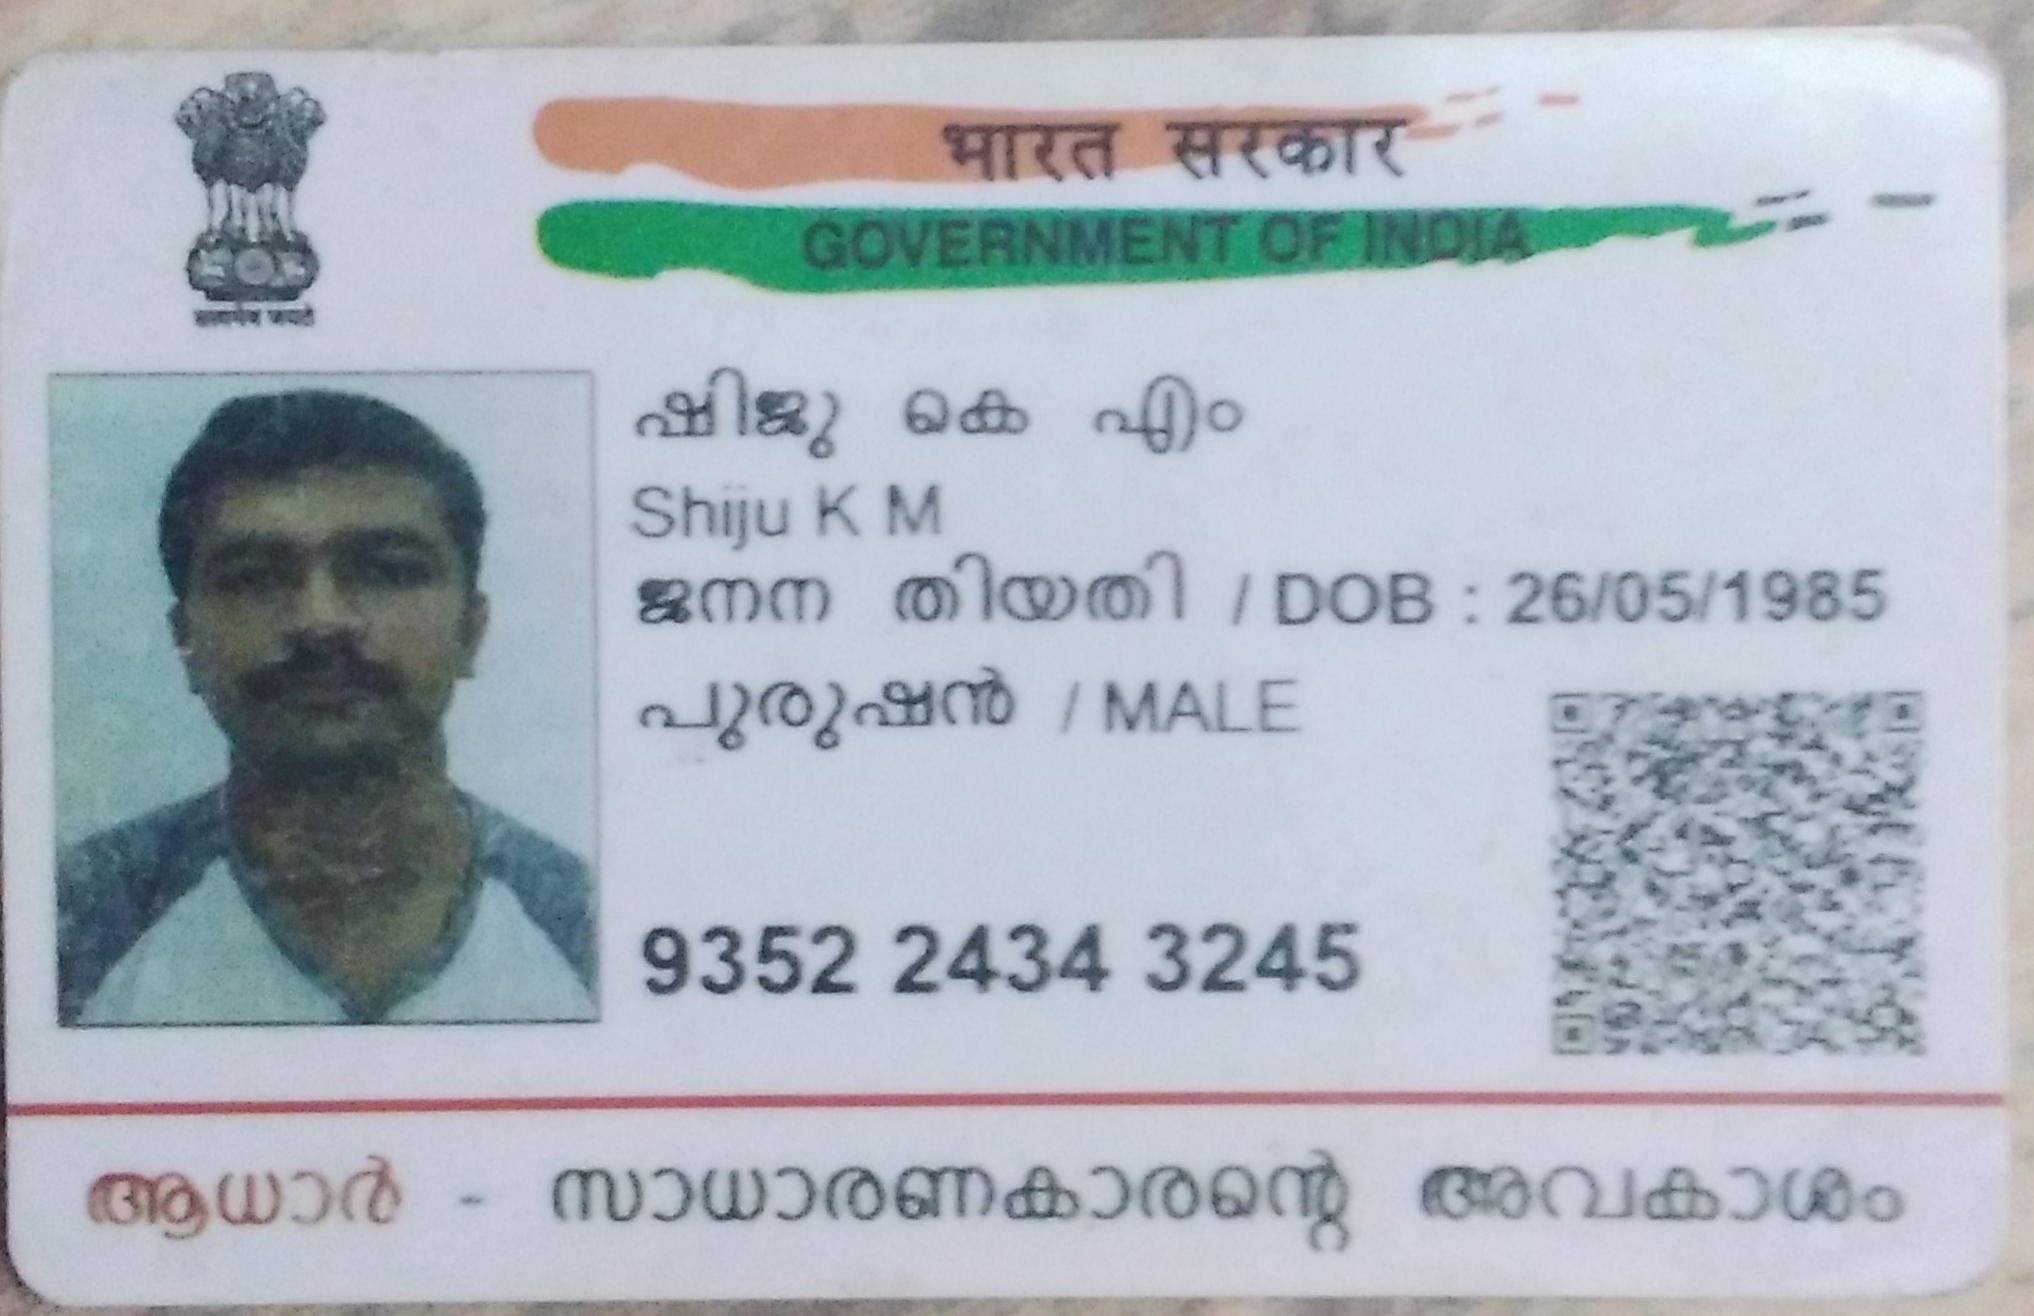 सत्यमेव जयते
भारत सरकार
GOVERNMENT OF INDIA
ഷിജു കെ എം
Shiju K M
ജനന തിയതി / DOB : 26/05/1985
പുരുഷൻ / MALE
9352 2434 3245
ആധാർ - സാധാരണകാരന്റെ അവകാശം